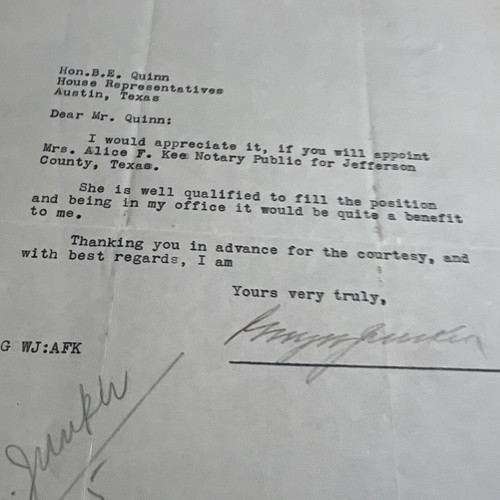 Hon.B.E. Quinn
House Representatives
Austin, Texas
Dear Mr. Quinn:
I would appreciate it, if you will appoint
Mrs. Alice F. Kee Notary Public for Jefferson
County, Texas.
She is well qualified to fill the position
and being in my office it would be quite a benefit
to me.
Thanking you in advance for the courtesy, and
with best regards, I am
Yours very truly,
G WJ:AFK
Junker